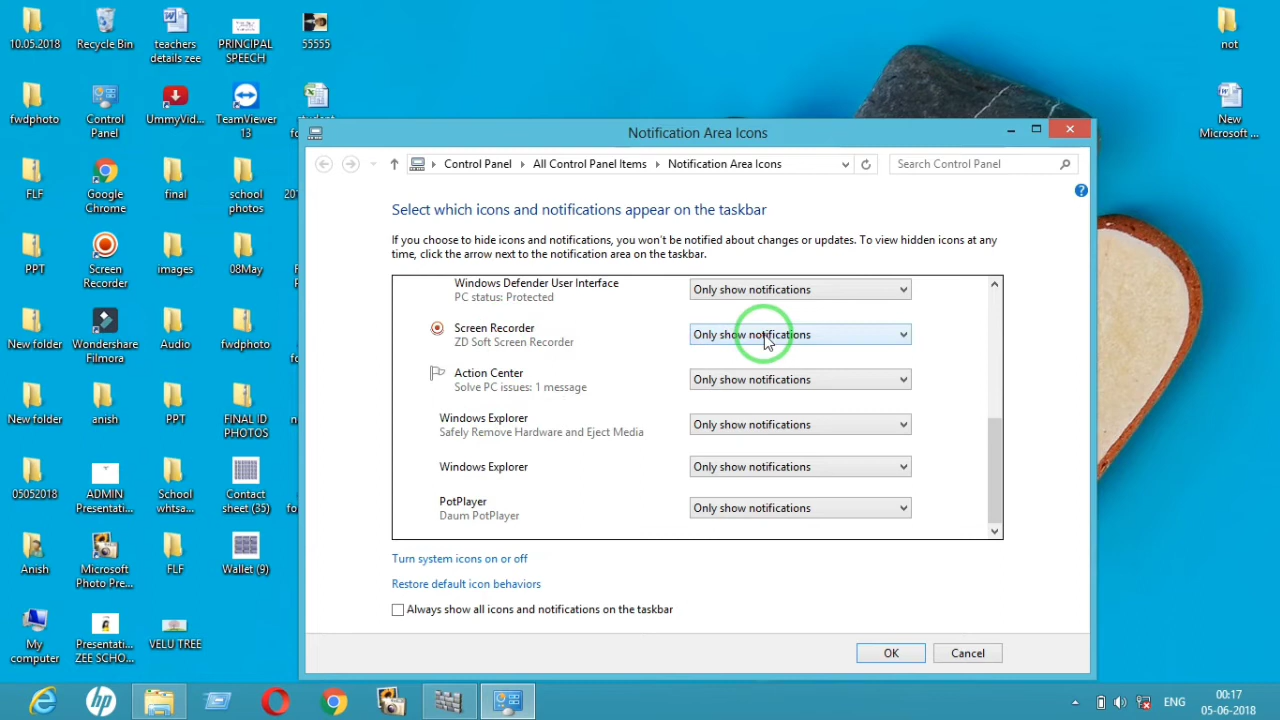 10.05.2018
Recycle Bin
teachers
details zee
PRINCIPAL
SPEECH
55555
not
fwdphoto
Control
Panel
UmmyVid...
TeamViewer
13
New
Microsoft ...
FLF
Google
Chrome
final
school
photos
PPT
Screen
Recorder
images
08May
New folder
Wondershare
Filmora
Audio
fwdphoto
New folder
anish
PPT
FINAL ID
PHOTOS
05052018
ADMIN
Presentati...
School
whtsa...
Contact
sheet (35)
Anish
Microsoft
Photo Pre...
FLF
Wallet (9)
My
computer
Presentati...
ZEE SCHO...
VELU TREE
Notification Area Icons
Control Panel
All Control Panel Items
Notification Area Icons
Search Control Panel
Select which icons and notifications appear on the taskbar
If you choose to hide icons and notifications, you won't be notified about changes or updates. To view hidden icons at any
time, click the arrow next to the notification area on the taskbar.
Windows Defender User Interface
PC status: Protected
Only show notifications
Screen Recorder
ZD Soft Screen Recorder
Only show notifications
Action Center
Solve PC issues: 1 message
Only show notifications
Windows Explorer
Safely Remove Hardware and Eject Media
Only show notifications
Windows Explorer
Only show notifications
PotPlayer
Daum PotPlayer
Only show notifications
Turn system icons on or off
Restore default icon behaviors
Always show all icons and notifications on the taskbar
OK
Cancel
ENG
00:17
05-06-2018